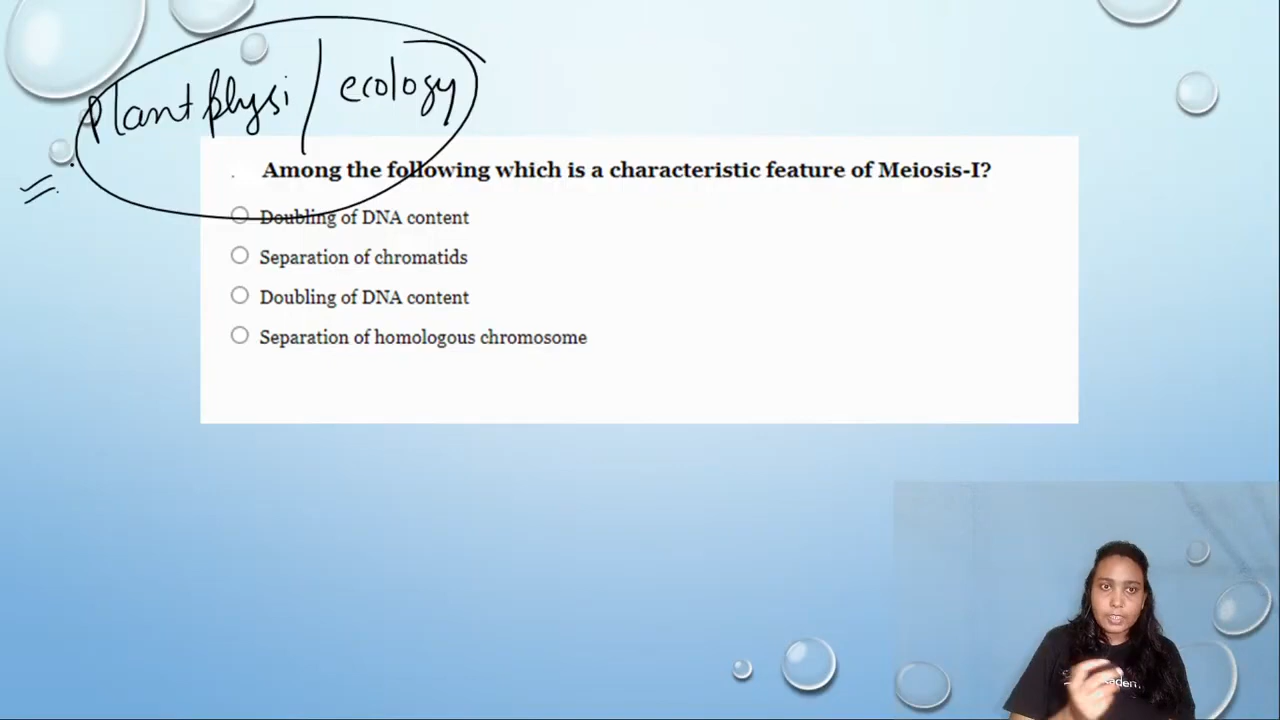 Plant physi / ecology
Among the following which is a characteristic feature of Meiosis-I?
Doubling of DNA content
Separation of chromatids
Doubling of DNA content
Separation of homologous chromosome